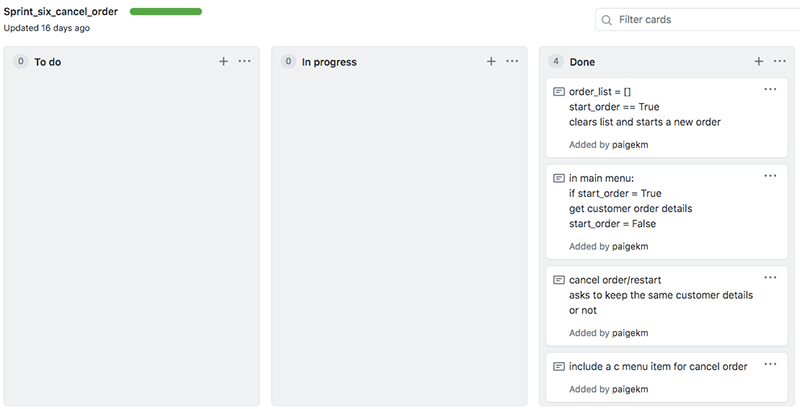 Sprint_six_cancel_order
Updated 16 days ago
Filter cards
0 To do
0 In progress
4 Done
order_list = []
start_order == True
clears list and starts a new order
Added by paigekm
in main menu:
if start_order = True
get customer order details
start_order = False
Added by paigekm
cancel order/restart
asks to keep the same customer details
or not
Added by paigekm
include a c menu item for cancel order
Added by paigekm